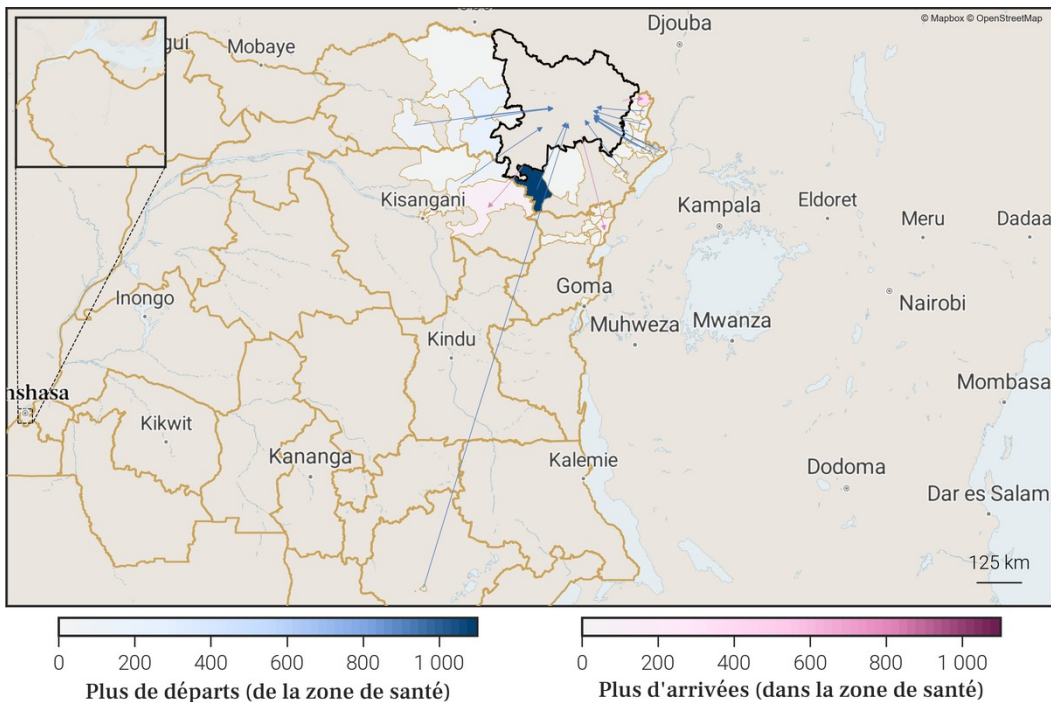 © Mapbox © OpenStreetMap
Djouba
gui
Mobaye
Kisangani
Kampala
Eldoret
Meru
Dadaa
Inongo
Goma
Nairobi
Muhweza
Mwanza
Kindu
Mombasa
nshasa
Kikwit
Kananga
Kalemie
Dodoma
Dar es Salam
125 km
0 200 400 600 800 1 000
Plus de départs (de la zone de santé)
0 200 400 600 800 1 000
Plus d'arrivées (dans la zone de santé)